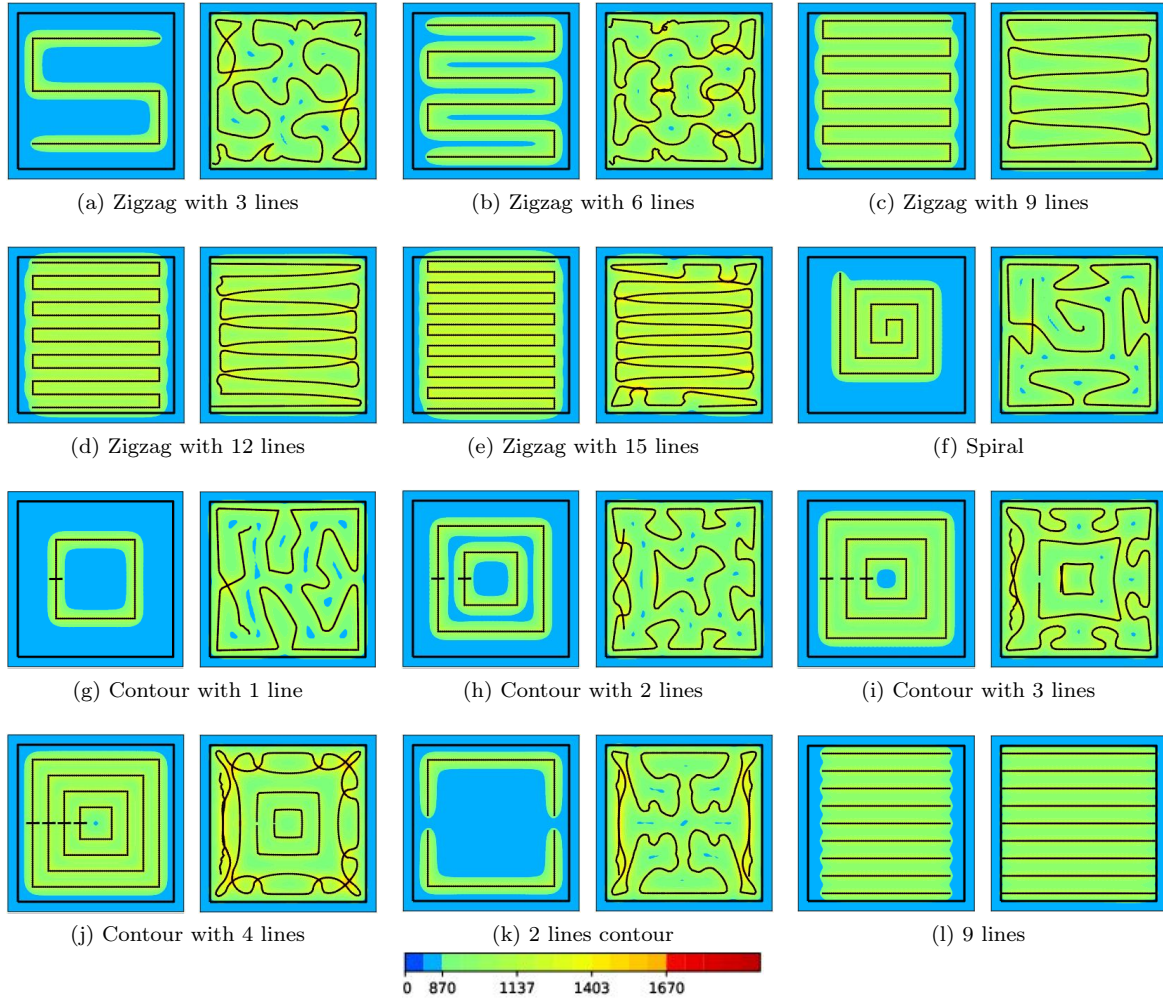 (a) Zigzag with 3 lines
(b) Zigzag with 6 lines
(c) Zigzag with 9 lines
(d) Zigzag with 12 lines
(e) Zigzag with 15 lines
(f) Spiral
(g) Contour with 1 line
(h) Contour with 2 lines
(i) Contour with 3 lines
(j) Contour with 4 lines
(k) 2 lines contour
(l) 9 lines
0 870 1137 1403 1670